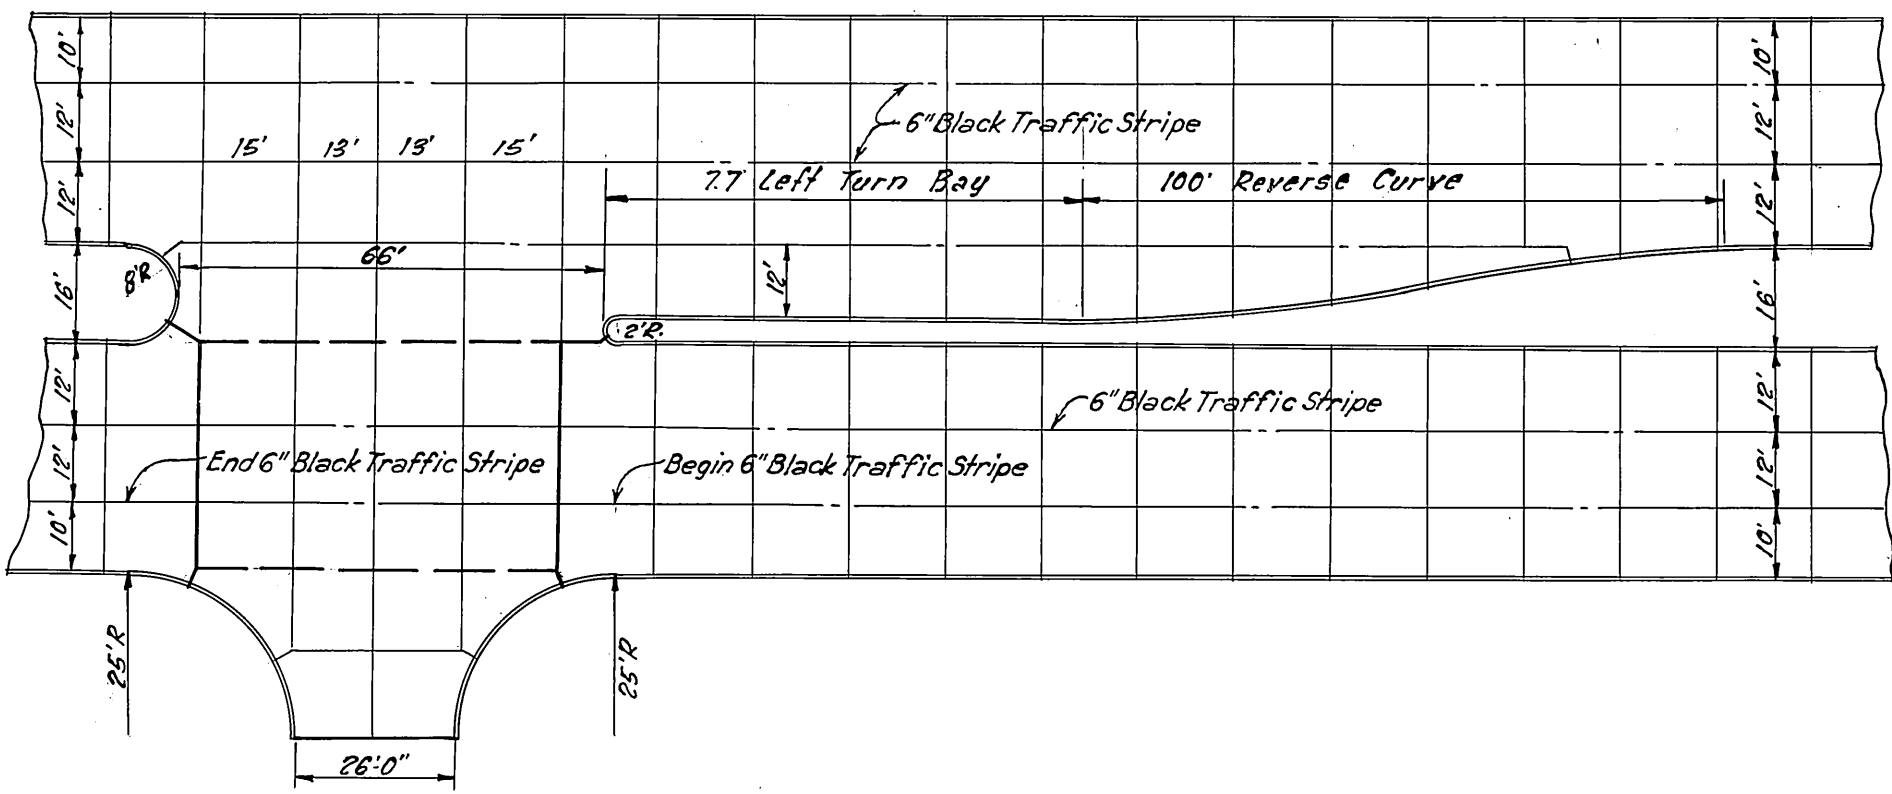 10'
10'
6" Black Traffic Stripe
12'
12'
15' 13' 13' 15'
77' Left Turn Bay 100' Reverse Curve
12'
12'
66'
8'R
12'
16'
16'
2'R.
12'
12'
6" Black Traffic Stripe
End 6" Black Traffic Stripe
Begin 6" Black Traffic Stripe
12'
12'
10'
10'
25'R
25'R
26'-0"